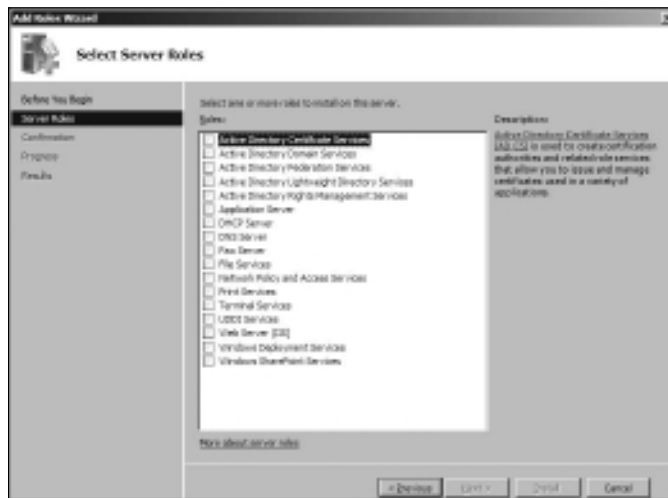 Add Roles Wizard
Select Server Roles
Before You Begin
Server Roles
Confirmation
Progress
Results
Select one or more roles to install on this server.
Roles:
Active Directory Certificate Services
Active Directory Domain Services
Active Directory Federation Services
Active Directory Lightweight Directory Services
Active Directory Rights Management Services
Application Server
DHCP Server
DNS Server
Fax Server
File Services
Network Policy and Access Services
Print Services
Terminal Services
UDDI Services
Web Server (IIS)
Windows Deployment Services
Windows SharePoint Services
More about server roles
Description:
Active Directory Certificate Services
(AD CS) is used to create certification
authorities and related role services
that allow you to issue and manage
certificates used in a variety of
applications.
< Previous
Next >
Install
Cancel